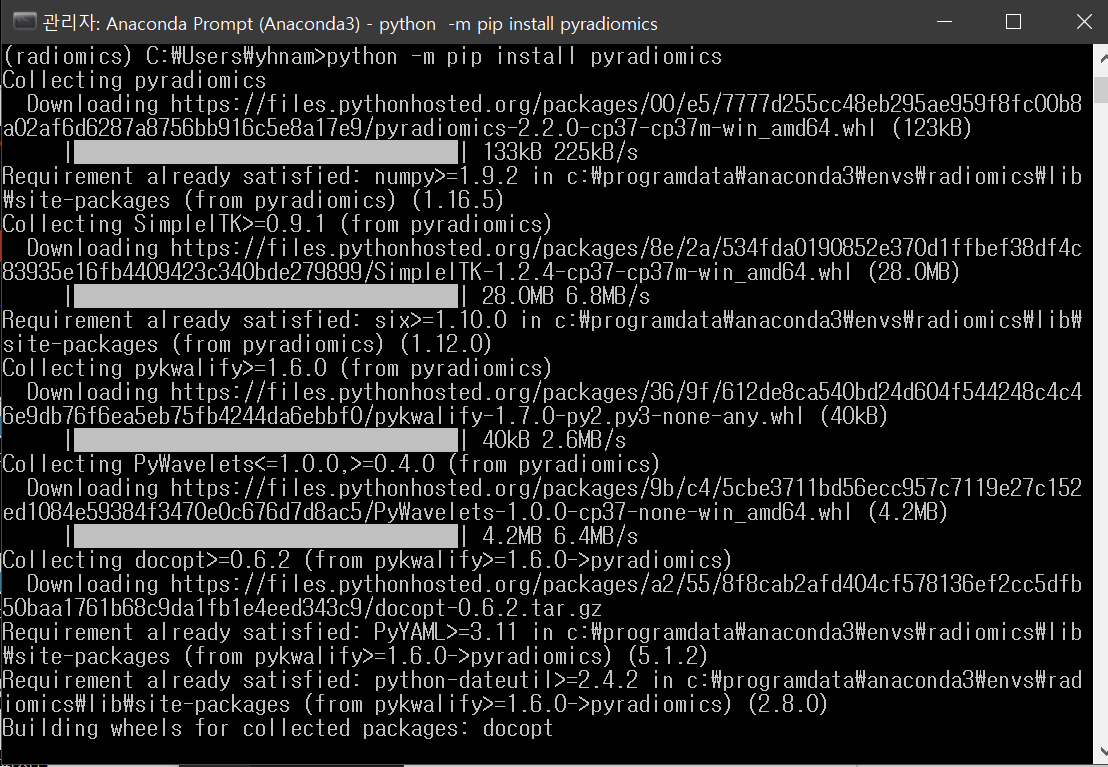 관리자: Anaconda Prompt (Anaconda3) - python  -m pip install pyradiomics
(radiomics) C:₩Users₩yhnam>python -m pip install pyradiomics
Collecting pyradiomics
  Downloading https://files.pythonhosted.org/packages/00/e5/7777d255cc48eb295ae959f8fc00b8
a02af6d6287a8756bb916c5e8a17e9/pyradiomics-2.2.0-cp37-cp37m-win_amd64.whl (123kB)
     |████████████████████████████████| 133kB 225kB/s
Requirement already satisfied: numpy>=1.9.2 in c:₩programdata₩anaconda3₩envs₩radiomics₩lib
₩site-packages (from pyradiomics) (1.16.5)
Collecting SimpleITK>=0.9.1 (from pyradiomics)
  Downloading https://files.pythonhosted.org/packages/8e/2a/534fda0190852e370d1ffbef38df4c
83935e16fb4409423c340bde279899/SimpleITK-1.2.4-cp37-cp37m-win_amd64.whl (28.0MB)
     |████████████████████████████████| 28.0MB 6.8MB/s
Requirement already satisfied: six>=1.10.0 in c:₩programdata₩anaconda3₩envs₩radiomics₩lib₩
site-packages (from pyradiomics) (1.12.0)
Collecting pykwalify>=1.6.0 (from pyradiomics)
  Downloading https://files.pythonhosted.org/packages/36/9f/612de8ca540bd24d604f544248c4c4
6e9db76f6ea5eb75fb4244da6ebbf0/pykwalify-1.7.0-py2.py3-none-any.whl (40kB)
     |████████████████████████████████| 40kB 2.6MB/s
Collecting PyWavelets<=1.0.0,>=0.4.0 (from pyradiomics)
  Downloading https://files.pythonhosted.org/packages/9b/c4/5cbe3711bd56ecc957c7119e27c152
ed1084e59384f3470e0c676d7d8ac5/PyWavelets-1.0.0-cp37-none-win_amd64.whl (4.2MB)
     |████████████████████████████████| 4.2MB 6.4MB/s
Collecting docopt>=0.6.2 (from pykwalify>=1.6.0->pyradiomics)
  Downloading https://files.pythonhosted.org/packages/a2/55/8f8cab2afd404cf578136ef2cc5dfb
50baa1761b68c9da1fb1e4eed343c9/docopt-0.6.2.tar.gz
Requirement already satisfied: PyYAML>=3.11 in c:₩programdata₩anaconda3₩envs₩radiomics₩lib
₩site-packages (from pykwalify>=1.6.0->pyradiomics) (5.1.2)
Requirement already satisfied: python-dateutil>=2.4.2 in c:₩programdata₩anaconda3₩envs₩rad
iomics₩lib₩site-packages (from pykwalify>=1.6.0->pyradiomics) (2.8.0)
Building wheels for collected packages: docopt